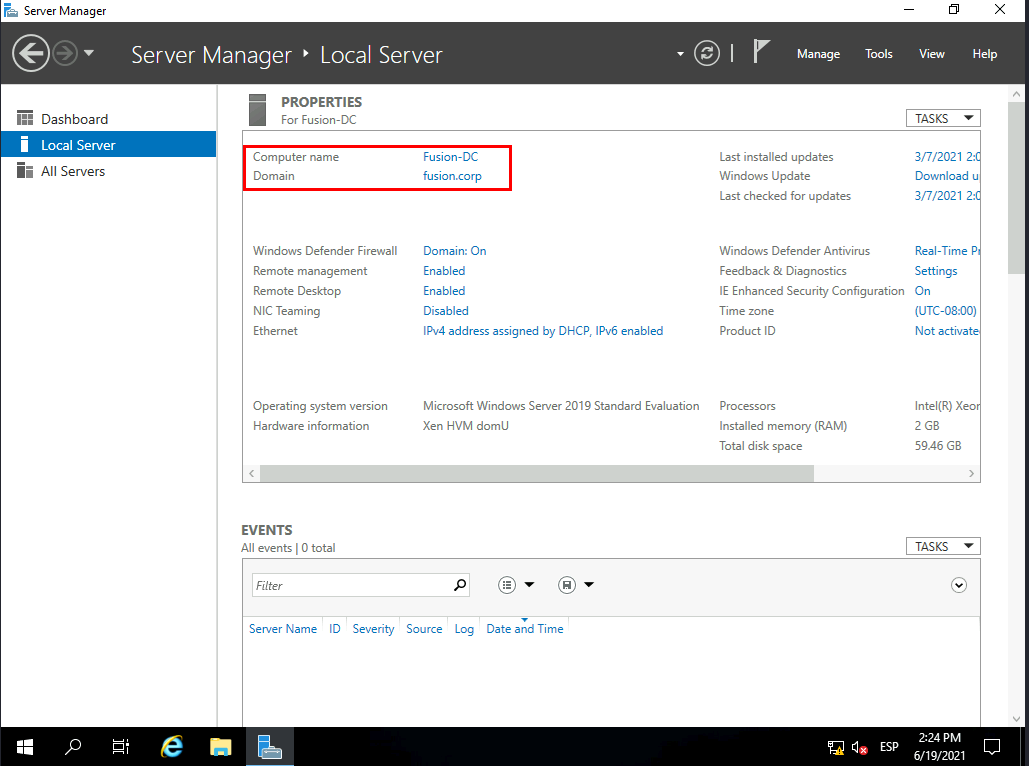 Server Manager
Server Manager ‣ Local Server
Manage Tools View Help
Dashboard
Local Server
All Servers
PROPERTIES
For Fusion-DC
TASKS
Computer name Fusion-DC
Domain fusion.corp
Last installed updates 3/7/2021 2:0
Windows Update Download u
Last checked for updates 3/7/2021 2:0
Windows Defender Firewall Domain: On
Remote management Enabled
Remote Desktop Enabled
NIC Teaming Disabled
Ethernet IPv4 address assigned by DHCP, IPv6 enabled
Windows Defender Antivirus Real-Time Pr
Feedback & Diagnostics Settings
IE Enhanced Security Configuration On
Time zone (UTC-08:00)
Product ID Not activate
Operating system version Microsoft Windows Server 2019 Standard Evaluation
Hardware information Xen HVM domU
Processors Intel(R) Xeor
Installed memory (RAM) 2 GB
Total disk space 59.46 GB
EVENTS
All events | 0 total
TASKS
Filter
Server Name ID Severity Source Log Date and Time
ESP
2:24 PM
6/19/2021